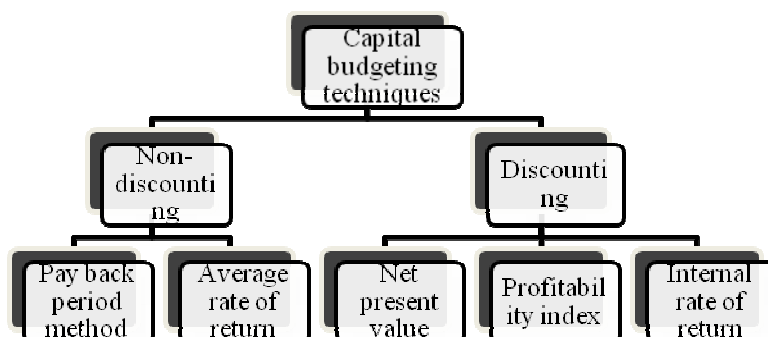 Capital
budgeting
techniques
Non-
discounti
ng
Discounti
ng
Pay back
period
method
Average
rate of
return
Net
present
value
Profitabil
ity index
Internal
rate of
return